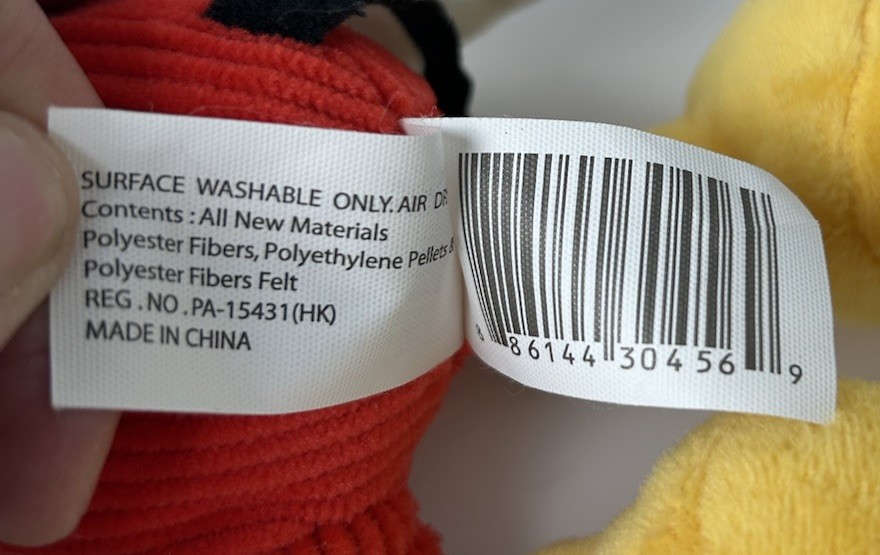 SURFACE WASHABLE ONLY. AIR
Contents : All New Materials
Polyester Fibers, Polyethylene Pellets &
Polyester Fibers Felt
REG . NO . PA-15431(HK)
MADE IN CHINA
8 86144 30456 9